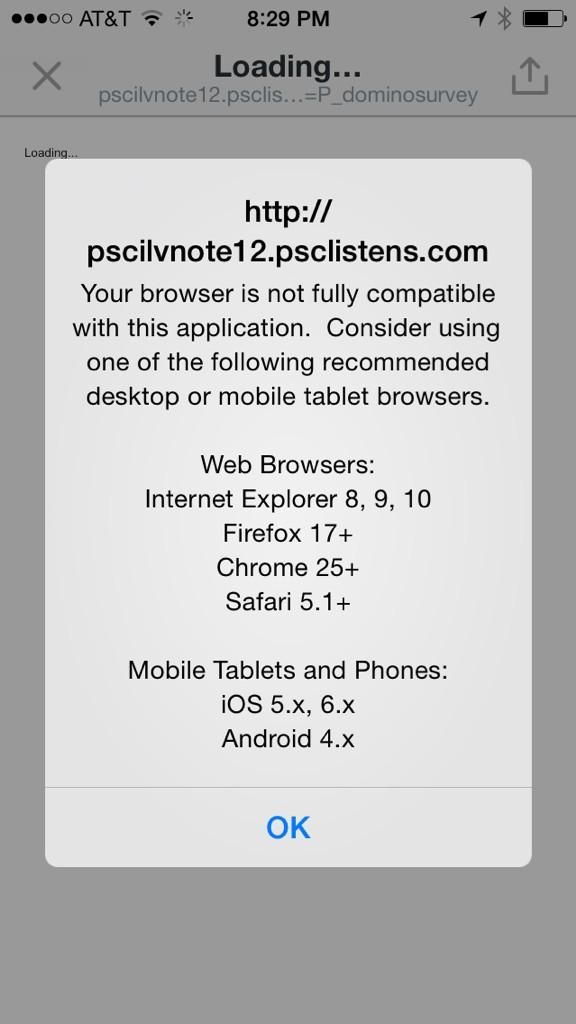 AT&T 8:29 PM
Loading...
pscilvnote12.psclis...=P_dominosurvey
Loading...
http://
pscilvnote12.psclistens.com
Your browser is not fully compatible
with this application.  Consider using
one of the following recommended
desktop or mobile tablet browsers.
Web Browsers:
Internet Explorer 8, 9, 10
Firefox 17+
Chrome 25+
Safari 5.1+
Mobile Tablets and Phones:
iOS 5.x, 6.x
Android 4.x
OK